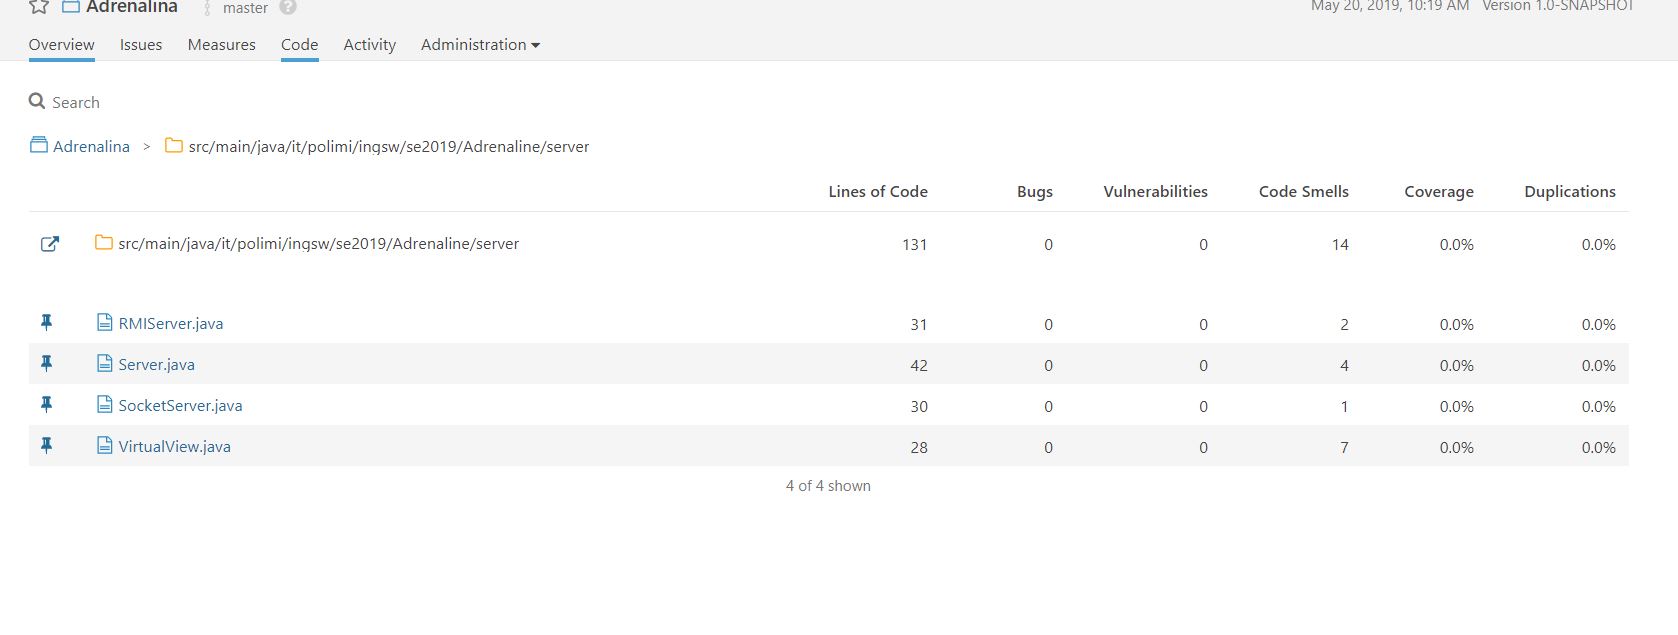 Adrenalina master ? May 20, 2019, 10:19 AM Version 1.0-SNAPSHOT
Overview Issues Measures Code Activity Administration
Search
Adrenalina > src/main/java/it/polimi/ingsw/se2019/Adrenaline/server
Lines of Code Bugs Vulnerabilities Code Smells Coverage Duplications
src/main/java/it/polimi/ingsw/se2019/Adrenaline/server 131 0 0 14 0.0% 0.0%
RMIServer.java 31 0 0 2 0.0% 0.0%
Server.java 42 0 0 4 0.0% 0.0%
SocketServer.java 30 0 0 1 0.0% 0.0%
VirtualView.java 28 0 0 7 0.0% 0.0%
4 of 4 shown